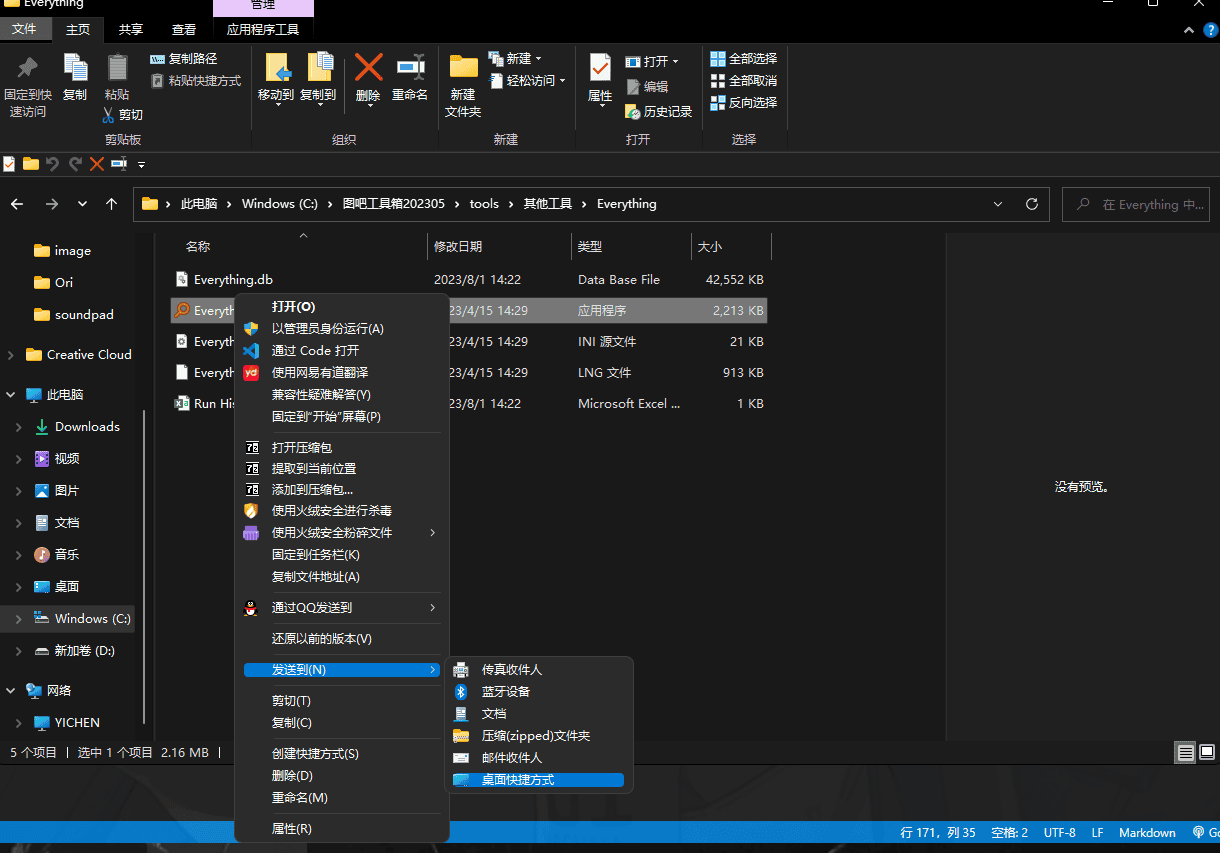 Everything
管理
文件
主页
共享
查看
应用程序工具
固定到快
速访问
复制
粘贴
复制路径
粘贴快捷方式
剪切
剪贴板
移动到
复制到
删除
重命名
组织
新建
文件夹
新建
轻松访问
新建
属性
打开
编辑
历史记录
打开
全部选择
全部取消
反向选择
选择
此电脑
Windows (C:)
图吧工具箱202305
tools
其他工具
Everything
在 Everything 中...
image
Ori
soundpad
Creative Cloud
此电脑
Downloads
视频
图片
文档
音乐
桌面
Windows (C:)
新加卷 (D:)
网络
YICHEN
名称 修改日期 类型 大小
Everything.db 2023/8/1 14:22 Data Base File 42,552 KB
Everyth 23/4/15 14:29 应用程序 2,213 KB
Everyth 23/4/15 14:29 INI 源文件 21 KB
Everyth 23/4/15 14:29 LNG 文件 913 KB
Run His 23/8/1 14:22 Microsoft Excel ... 1 KB
没有预览。
打开(O)
以管理员身份运行(A)
通过 Code 打开
yd 使用网易有道翻译
兼容性疑难解答(Y)
固定到"开始"屏幕(P)
打开压缩包
提取到当前位置
添加到压缩包...
使用火绒安全进行杀毒
使用火绒安全粉碎文件
固定到任务栏(K)
复制文件地址(A)
通过QQ发送到
还原以前的版本(V)
发送到(N)
剪切(T)
复制(C)
创建快捷方式(S)
删除(D)
重命名(M)
属性(R)
传真收件人
蓝牙设备
文档
压缩(zipped)文件夹
邮件收件人
桌面快捷方式
5 个项目 选中 1 个项目 2.16 MB
行 171，列 35 空格: 2 UTF-8 LF Markdown Go